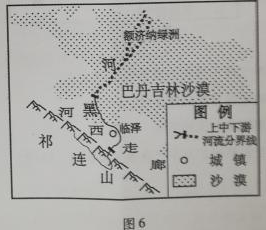 额济纳绿洲
河
巴丹吉林沙漠
河 黑
西 临泽
走
廊
祁
连
山
图 例
上中下游
河流分界线
城 镇
沙 漠
图6